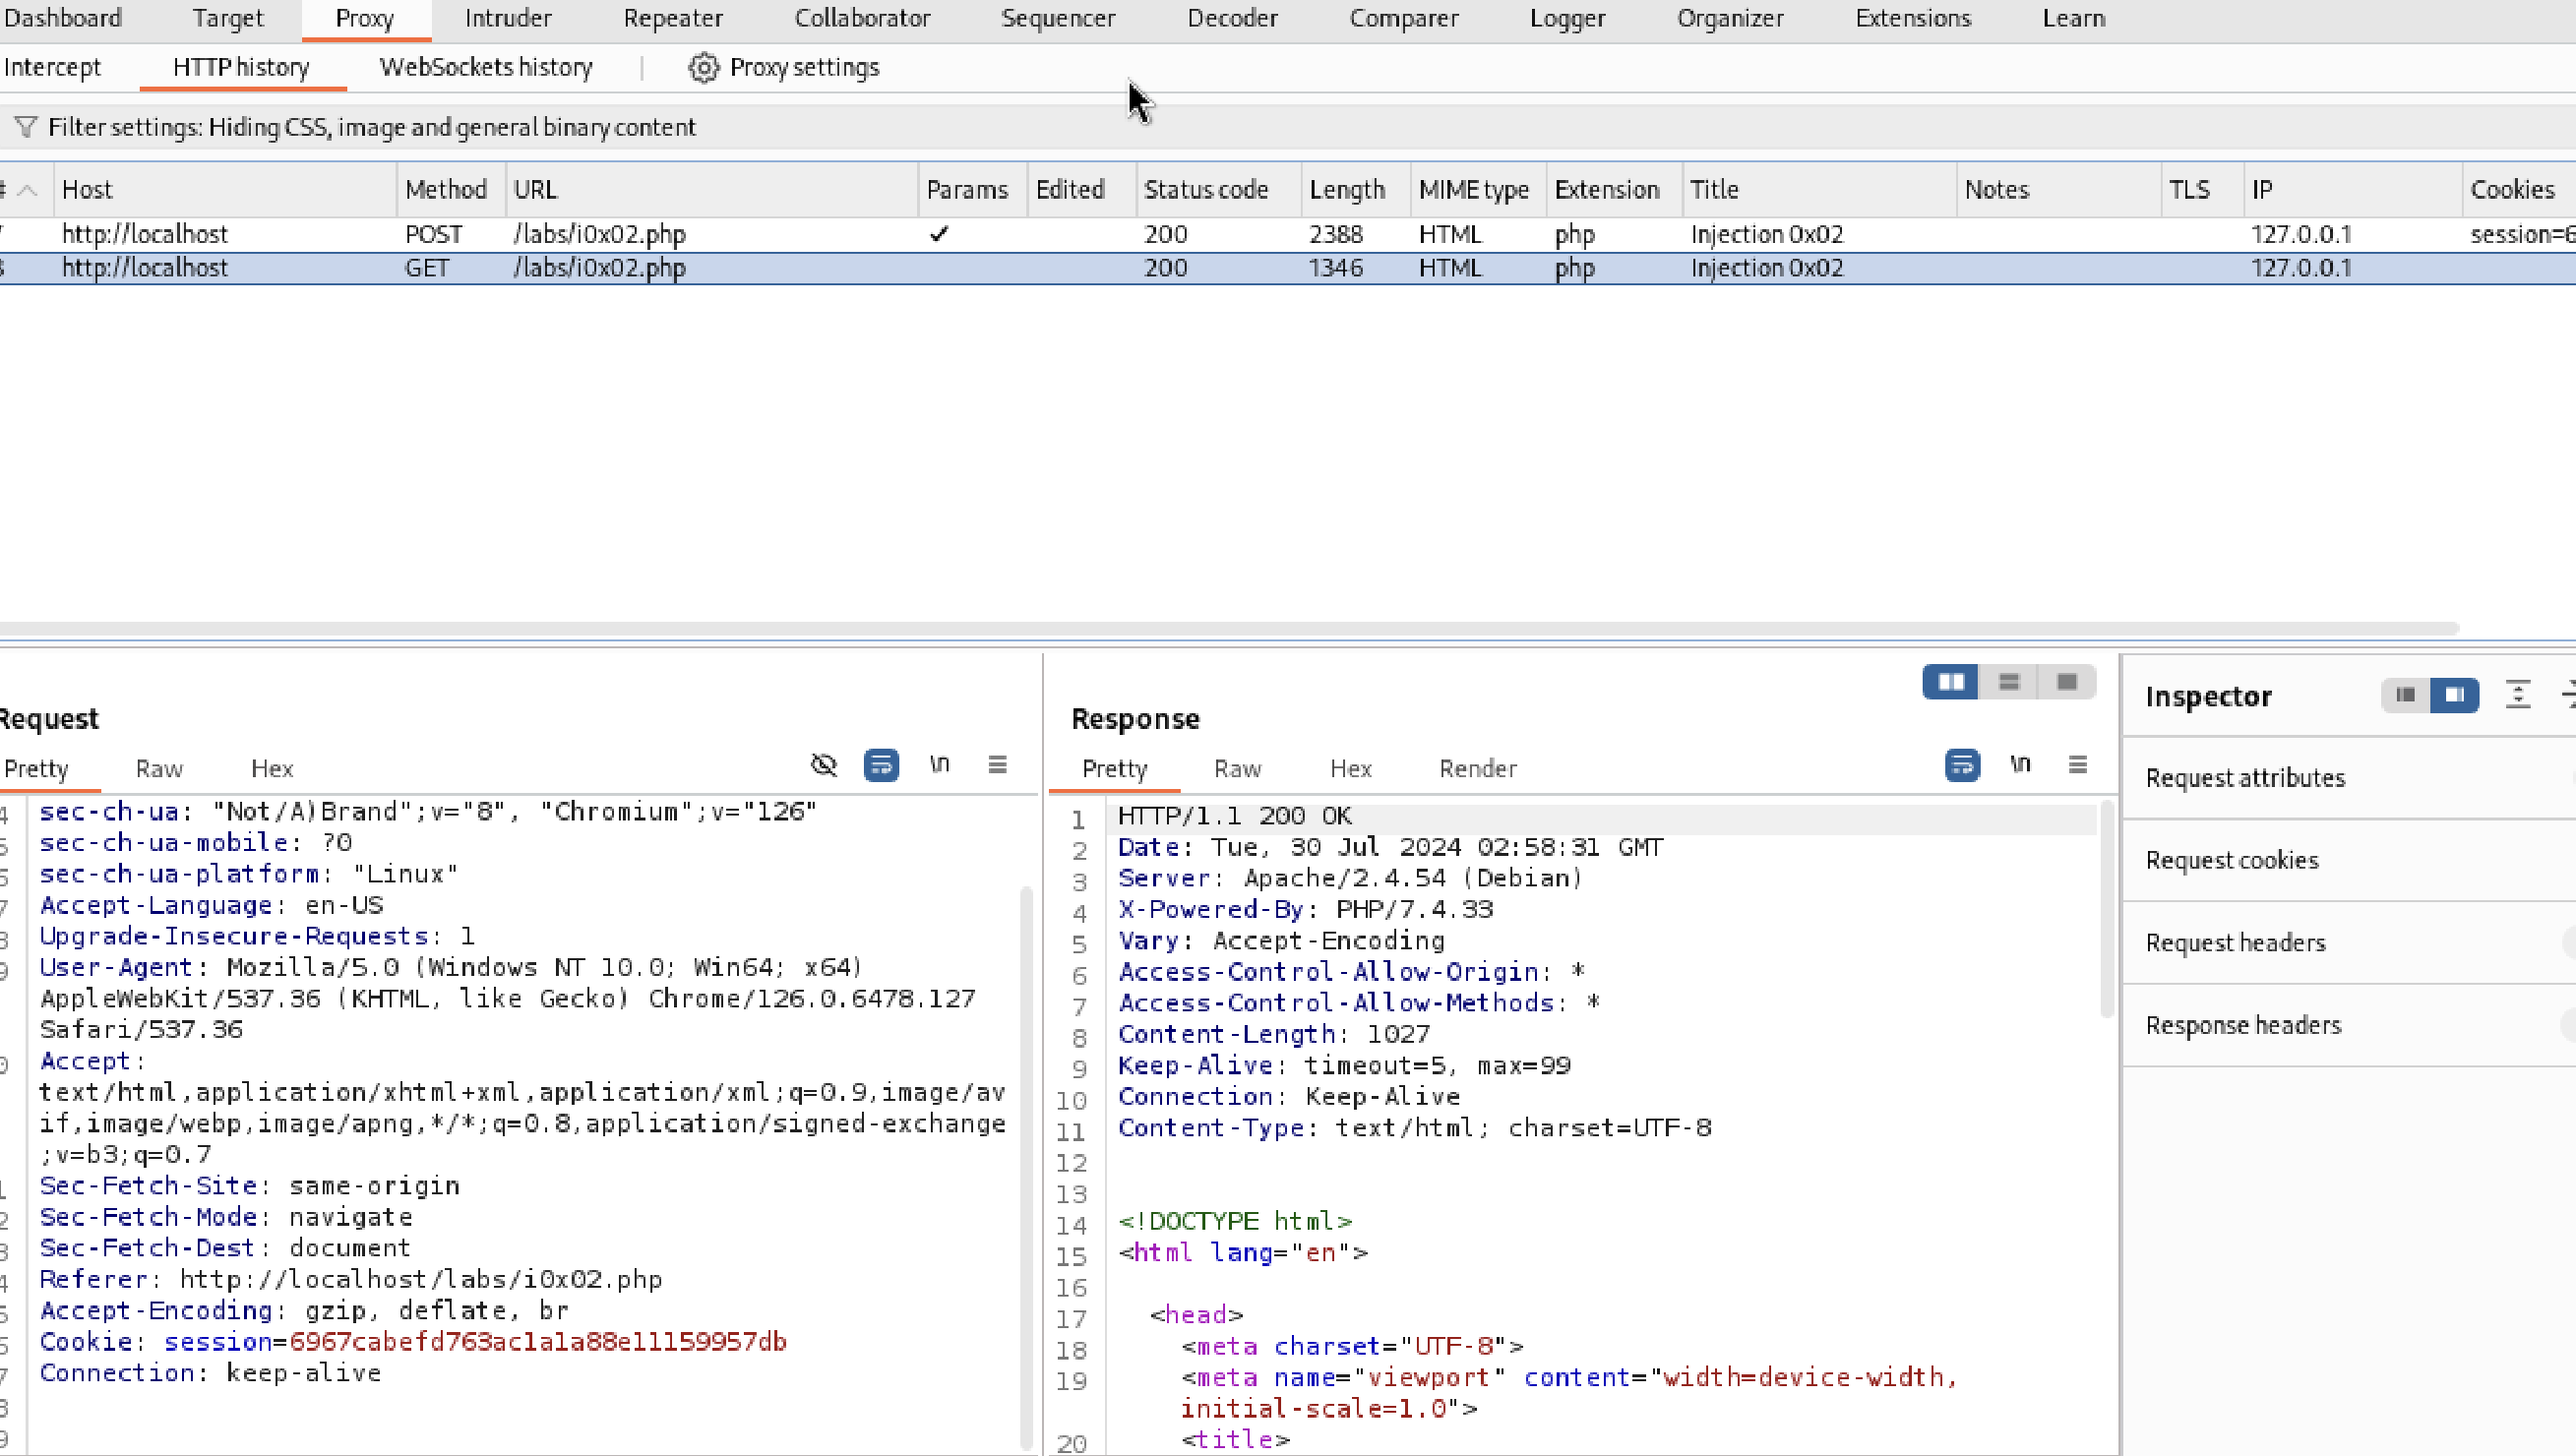 Dashboard Target Proxy Intruder Repeater Collaborator Sequencer Decoder Comparer Logger Organizer Extensions Learn
Intercept HTTP history WebSockets history Proxy settings
Filter settings: Hiding CSS, image and general binary content
# Host Method URL Params Edited Status code Length MIME type Extension Title Notes TLS IP Cookies
http://localhost POST /labs/i0x02.php ✓ 200 2388 HTML php Injection 0x02 127.0.0.1 session=6
http://localhost GET /labs/i0x02.php 200 1346 HTML php Injection 0x02 127.0.0.1
Request
Pretty Raw Hex \n
4 sec-ch-ua: "Not/A)Brand";v="8", "Chromium";v="126"
5 sec-ch-ua-mobile: ?0
6 sec-ch-ua-platform: "Linux"
7 Accept-Language: en-US
8 Upgrade-Insecure-Requests: 1
9 User-Agent: Mozilla/5.0 (Windows NT 10.0; Win64; x64)
AppleWebKit/537.36 (KHTML, like Gecko) Chrome/126.0.6478.127
Safari/537.36
0 Accept:
text/html,application/xhtml+xml,application/xml;q=0.9,image/av
if,image/webp,image/apng,*/*;q=0.8,application/signed-exchange
;v=b3;q=0.7
1 Sec-Fetch-Site: same-origin
2 Sec-Fetch-Mode: navigate
3 Sec-Fetch-Dest: document
4 Referer: http://localhost/labs/i0x02.php
5 Accept-Encoding: gzip, deflate, br
6 Cookie: session=6967cabefd763ac1a1a88e11159957db
7 Connection: keep-alive
8
9
Response
Pretty Raw Hex Render \n
1 HTTP/1.1 200 OK
2 Date: Tue, 30 Jul 2024 02:58:31 GMT
3 Server: Apache/2.4.54 (Debian)
4 X-Powered-By: PHP/7.4.33
5 Vary: Accept-Encoding
6 Access-Control-Allow-Origin: *
7 Access-Control-Allow-Methods: *
8 Content-Length: 1027
9 Keep-Alive: timeout=5, max=99
10 Connection: Keep-Alive
11 Content-Type: text/html; charset=UTF-8
12
13
14 <!DOCTYPE html>
15 <html lang="en">
16
17 <head>
18 <meta charset="UTF-8">
19 <meta name="viewport" content="width=device-width,
initial-scale=1.0">
20 <title>
Inspector
Request attributes
Request cookies
Request headers
Response headers